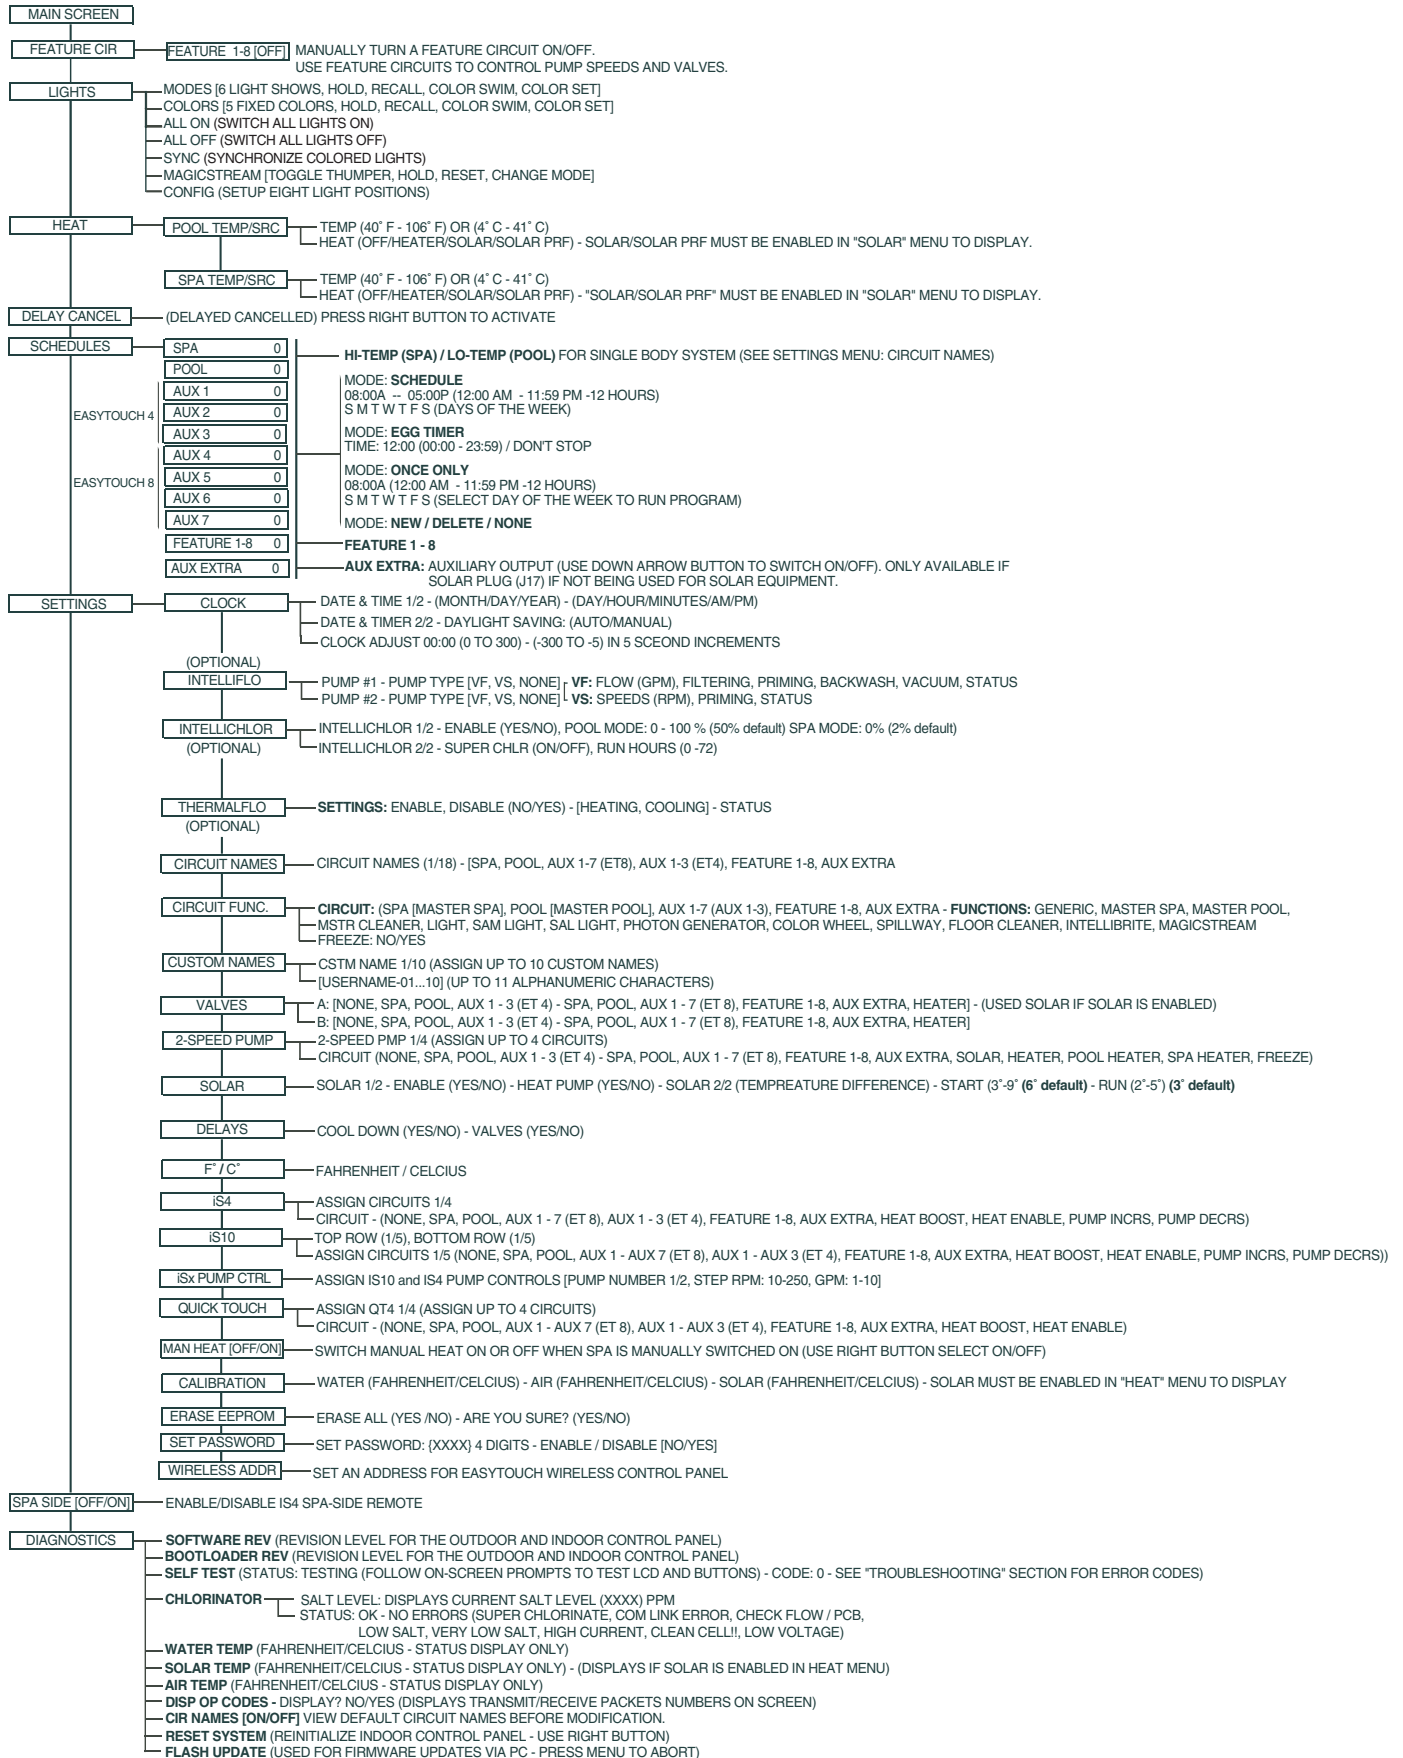 MAIN SCREEN
FEATURE CIR
FEATURE 1-8 [OFF]
MANUALLY TURN A FEATURE CIRCUIT ON/OFF.
USE FEATURE CIRCUITS TO CONTROL PUMP SPEEDS AND VALVES.
LIGHTS
MODES [6 LIGHT SHOWS, HOLD, RECALL, COLOR SWIM, COLOR SET]
COLORS [5 FIXED COLORS, HOLD, RECALL, COLOR SWIM, COLOR SET]
ALL ON (SWITCH ALL LIGHTS ON)
ALL OFF (SWITCH ALL LIGHTS OFF)
SYNC (SYNCHRONIZE COLORED LIGHTS)
MAGICSTREAM [TOGGLE THUMPER, HOLD, RESET, CHANGE MODE]
CONFIG (SETUP EIGHT LIGHT POSITIONS)
HEAT
POOL TEMP/SRC
TEMP (40˚ F - 106˚ F) OR (4˚ C - 41˚ C)
HEAT (OFF/HEATER/SOLAR/SOLAR PRF) - SOLAR/SOLAR PRF MUST BE ENABLED IN "SOLAR" MENU TO DISPLAY.
SPA TEMP/SRC
TEMP (40˚ F - 106˚ F) OR (4˚ C - 41˚ C)
HEAT (OFF/HEATER/SOLAR/SOLAR PRF) - "SOLAR/SOLAR PRF" MUST BE ENABLED IN "SOLAR" MENU TO DISPLAY.
DELAY CANCEL
(DELAYED CANCELLED) PRESS RIGHT BUTTON TO ACTIVATE
SCHEDULES
SPA 0
POOL 0
AUX 1 0
AUX 2 0
AUX 3 0
AUX 4 0
AUX 5 0
AUX 6 0
AUX 7 0
FEATURE 1-8 0
AUX EXTRA 0
EASYTOUCH 4
EASYTOUCH 8
HI-TEMP (SPA) / LO-TEMP (POOL) FOR SINGLE BODY SYSTEM (SEE SETTINGS MENU: CIRCUIT NAMES)
MODE: SCHEDULE
08:00A -- 05:00P (12:00 AM - 11:59 PM -12 HOURS)
S M T W T F S (DAYS OF THE WEEK)
MODE: EGG TIMER
TIME: 12:00 (00:00 - 23:59) / DON'T STOP
MODE: ONCE ONLY
08:00A (12:00 AM - 11:59 PM -12 HOURS)
S M T W T F S (SELECT DAY OF THE WEEK TO RUN PROGRAM)
MODE: NEW / DELETE / NONE
FEATURE 1 - 8
AUX EXTRA: AUXILIARY OUTPUT (USE DOWN ARROW BUTTON TO SWITCH ON/OFF). ONLY AVAILABLE IF
SOLAR PLUG (J17) IF NOT BEING USED FOR SOLAR EQUIPMENT.
SETTINGS
CLOCK
DATE & TIME 1/2 - (MONTH/DAY/YEAR) - (DAY/HOUR/MINUTES/AM/PM)
DATE & TIMER 2/2 - DAYLIGHT SAVING: (AUTO/MANUAL)
CLOCK ADJUST 00:00 (0 TO 300) - (-300 TO -5) IN 5 SCEOND INCREMENTS
(OPTIONAL)
INTELLIFLO
PUMP #1 - PUMP TYPE [VF, VS, NONE] VF: FLOW (GPM), FILTERING, PRIMING, BACKWASH, VACUUM, STATUS
PUMP #2 - PUMP TYPE [VF, VS, NONE] VS: SPEEDS (RPM), PRIMING, STATUS
INTELLICHLOR
(OPTIONAL)
INTELLICHLOR 1/2 - ENABLE (YES/NO), POOL MODE: 0 - 100 % (50% default) SPA MODE: 0% (2% default)
INTELLICHLOR 2/2 - SUPER CHLR (ON/OFF), RUN HOURS (0 -72)
THERMALFLO
(OPTIONAL)
SETTINGS: ENABLE, DISABLE (NO/YES) - [HEATING, COOLING] - STATUS
CIRCUIT NAMES
CIRCUIT NAMES (1/18) - [SPA, POOL, AUX 1-7 (ET8), AUX 1-3 (ET4), FEATURE 1-8, AUX EXTRA
CIRCUIT FUNC.
CIRCUIT: (SPA [MASTER SPA], POOL [MASTER POOL], AUX 1-7 (AUX 1-3), FEATURE 1-8, AUX EXTRA - FUNCTIONS: GENERIC, MASTER SPA, MASTER POOL,
MSTR CLEANER, LIGHT, SAM LIGHT, SAL LIGHT, PHOTON GENERATOR, COLOR WHEEL, SPILLWAY, FLOOR CLEANER, INTELLIBRITE, MAGICSTREAM
FREEZE: NO/YES
CUSTOM NAMES
CSTM NAME 1/10 (ASSIGN UP TO 10 CUSTOM NAMES)
[USERNAME-01...10] (UP TO 11 ALPHANUMERIC CHARACTERS)
VALVES
A: [NONE, SPA, POOL, AUX 1 - 3 (ET 4) - SPA, POOL, AUX 1 - 7 (ET 8), FEATURE 1-8, AUX EXTRA, HEATER] - (USED SOLAR IF SOLAR IS ENABLED)
B: [NONE, SPA, POOL, AUX 1 - 3 (ET 4) - SPA, POOL, AUX 1 - 7 (ET 8), FEATURE 1-8, AUX EXTRA, HEATER]
2-SPEED PUMP
2-SPEED PMP 1/4 (ASSIGN UP TO 4 CIRCUITS)
CIRCUIT (NONE, SPA, POOL, AUX 1 - 3 (ET 4) - SPA, POOL, AUX 1 - 7 (ET 8), FEATURE 1-8, AUX EXTRA, SOLAR, HEATER, POOL HEATER, SPA HEATER, FREEZE)
SOLAR
SOLAR 1/2 - ENABLE (YES/NO) - HEAT PUMP (YES/NO) - SOLAR 2/2 (TEMPREATURE DIFFERENCE) - START (3˚-9˚ (6˚ default) - RUN (2˚-5˚) (3˚ default)
DELAYS
COOL DOWN (YES/NO) - VALVES (YES/NO)
F˚ / C˚
FAHRENHEIT / CELCIUS
iS4
ASSIGN CIRCUITS 1/4
CIRCUIT - (NONE, SPA, POOL, AUX 1 - 7 (ET 8), AUX 1 - 3 (ET 4), FEATURE 1-8, AUX EXTRA, HEAT BOOST, HEAT ENABLE, PUMP INCRS, PUMP DECRS)
iS10
TOP ROW (1/5), BOTTOM ROW (1/5)
ASSIGN CIRCUITS 1/5 (NONE, SPA, POOL, AUX 1 - AUX 7 (ET 8), AUX 1 - AUX 3 (ET 4), FEATURE 1-8, AUX EXTRA, HEAT BOOST, HEAT ENABLE, PUMP INCRS, PUMP DECRS))
iSx PUMP CTRL
ASSIGN IS10 and IS4 PUMP CONTROLS [PUMP NUMBER 1/2, STEP RPM: 10-250, GPM: 1-10]
QUICK TOUCH
ASSIGN QT4 1/4 (ASSIGN UP TO 4 CIRCUITS)
CIRCUIT - (NONE, SPA, POOL, AUX 1 - AUX 7 (ET 8), AUX 1 - AUX 3 (ET 4), FEATURE 1-8, AUX EXTRA, HEAT BOOST, HEAT ENABLE)
MAN HEAT [OFF/ON]
SWITCH MANUAL HEAT ON OR OFF WHEN SPA IS MANUALLY SWITCHED ON (USE RIGHT BUTTON SELECT ON/OFF)
CALIBRATION
WATER (FAHRENHEIT/CELCIUS) - AIR (FAHRENHEIT/CELCIUS) - SOLAR (FAHRENHEIT/CELCIUS) - SOLAR MUST BE ENABLED IN "HEAT" MENU TO DISPLAY
ERASE EEPROM
ERASE ALL (YES /NO) - ARE YOU SURE? (YES/NO)
SET PASSWORD
SET PASSWORD: {XXXX} 4 DIGITS - ENABLE / DISABLE [NO/YES]
WIRELESS ADDR
SET AN ADDRESS FOR EASYTOUCH WIRELESS CONTROL PANEL
SPA SIDE [OFF/ON]
ENABLE/DISABLE IS4 SPA-SIDE REMOTE
DIAGNOSTICS
SOFTWARE REV (REVISION LEVEL FOR THE OUTDOOR AND INDOOR CONTROL PANEL)
BOOTLOADER REV (REVISION LEVEL FOR THE OUTDOOR AND INDOOR CONTROL PANEL)
SELF TEST (STATUS: TESTING (FOLLOW ON-SCREEN PROMPTS TO TEST LCD AND BUTTONS) - CODE: 0 - SEE "TROUBLESHOOTING" SECTION FOR ERROR CODES)
CHLORINATOR
SALT LEVEL: DISPLAYS CURRENT SALT LEVEL (XXXX) PPM
STATUS: OK - NO ERRORS (SUPER CHLORINATE, COM LINK ERROR, CHECK FLOW / PCB,
LOW SALT, VERY LOW SALT, HIGH CURRENT, CLEAN CELL!!, LOW VOLTAGE)
WATER TEMP (FAHRENHEIT/CELCIUS - STATUS DISPLAY ONLY)
SOLAR TEMP (FAHRENHEIT/CELCIUS - STATUS DISPLAY ONLY) - (DISPLAYS IF SOLAR IS ENABLED IN HEAT MENU)
AIR TEMP (FAHRENHEIT/CELCIUS - STATUS DISPLAY ONLY)
DISP OP CODES - DISPLAY? NO/YES (DISPLAYS TRANSMIT/RECEIVE PACKETS NUMBERS ON SCREEN)
CIR NAMES [ON/OFF] VIEW DEFAULT CIRCUIT NAMES BEFORE MODIFICATION.
RESET SYSTEM (REINITIALIZE INDOOR CONTROL PANEL - USE RIGHT BUTTON)
FLASH UPDATE (USED FOR FIRMWARE UPDATES VIA PC - PRESS MENU TO ABORT)